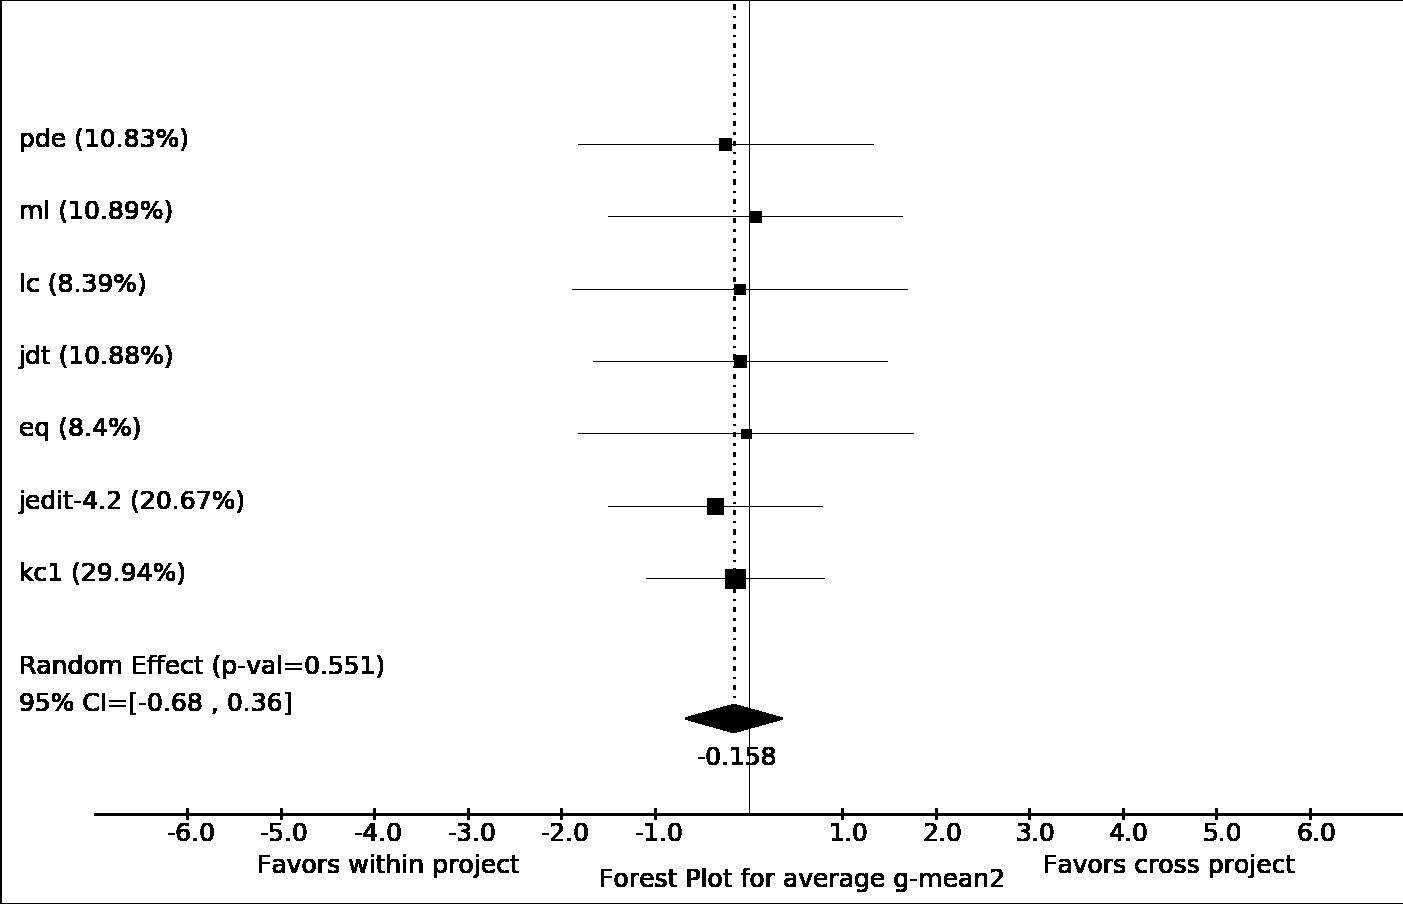 pde (10.83%)
ml (10.89%)
lc (8.39%)
jdt (10.88%)
eq (8.4%)
jedit-4.2 (20.67%)
kc1 (29.94%)
Random Effect (p-val=0.551)
95% CI=[-0.68 , 0.36]
-0.158
-6.0 -5.0 -4.0 -3.0 -2.0 -1.0 1.0 2.0 3.0 4.0 5.0 6.0
Favors within project Favors cross project
Forest Plot for average g-mean2